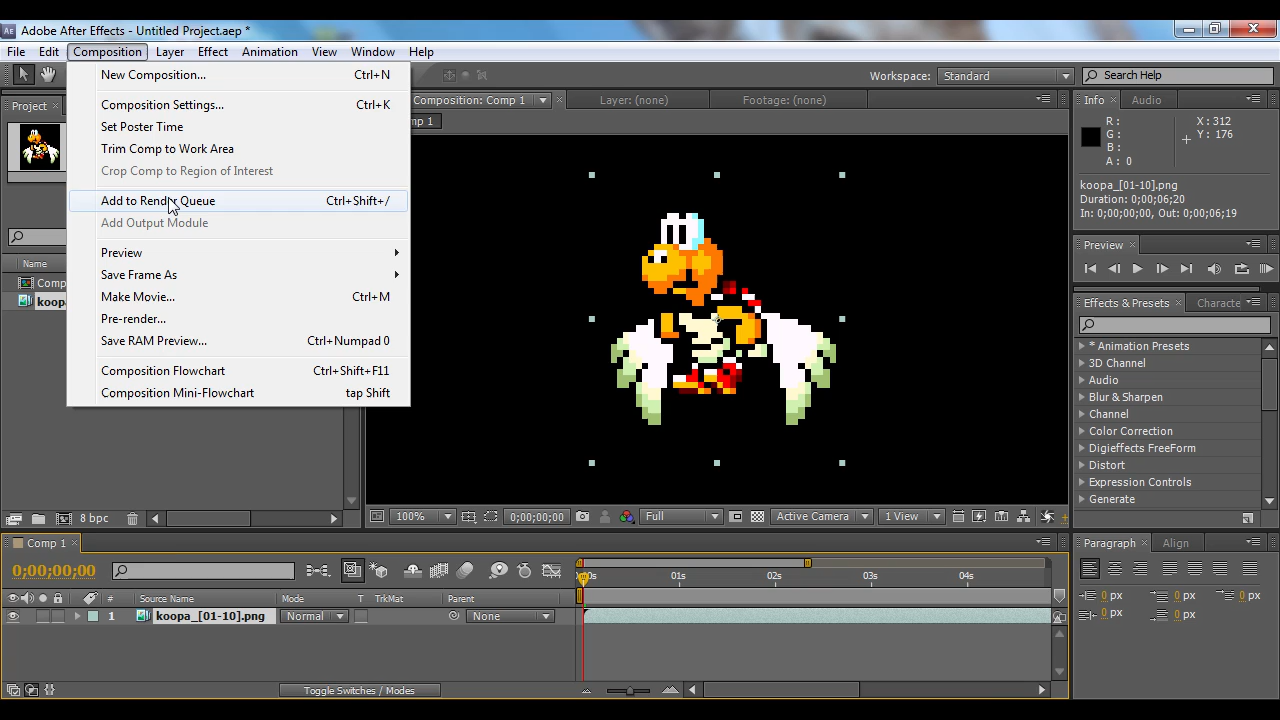 Ae Adobe After Effects - Untitled Project.aep *
File Edit Composition Layer Effect Animation View Window Help
Workspace: Standard Search Help
New Composition... Ctrl+N
Composition Settings... Ctrl+K
Set Poster Time
Trim Comp to Work Area
Crop Comp to Region of Interest
Add to Render Queue Ctrl+Shift+/
Add Output Module
Preview
Save Frame As
Make Movie... Ctrl+M
Pre-render...
Save RAM Preview... Ctrl+Numpad 0
Composition Flowchart Ctrl+Shift+F11
Composition Mini-Flowchart tap Shift
Project
Name
Comp
koopa
8 bpc
Composition: Comp 1 Layer: (none) Footage: (none)
omp 1
100% 0;00;00;00 Full Active Camera 1 View
Info Audio
R : X : 312
G : Y : 176
B :
A : 0
koopa_[01-10].png
Duration: 0;00;06;20
In: 0;00;00;00, Out: 0;00;06;19
Preview
Effects & Presets Characte
* Animation Presets
3D Channel
Audio
Blur & Sharpen
Channel
Color Correction
Digieffects FreeForm
Distort
Expression Controls
Generate
Comp 1
0;00;00;00
# Source Name Mode T TrkMat Parent
1 koopa_[01-10].png Normal None
0s 01s 02s 03s 04s
Toggle Switches / Modes
Paragraph Align
0 px 0 px 0 px
0 px 0 px